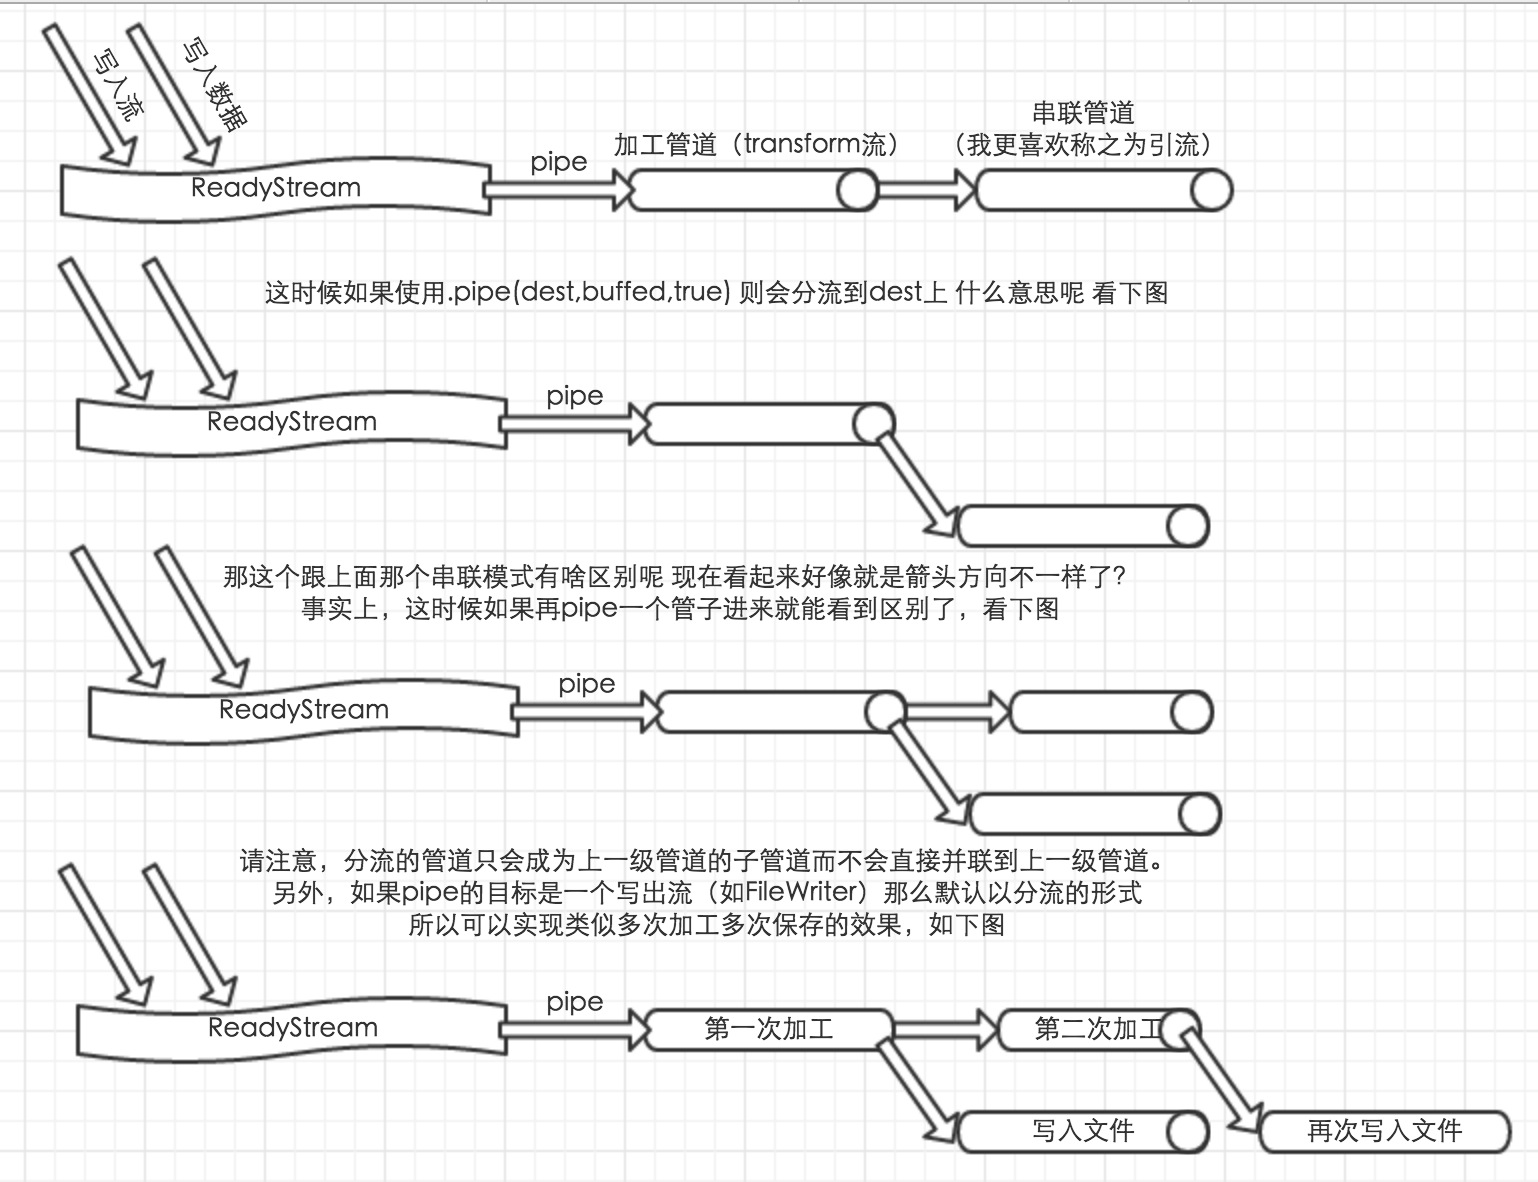 写入流
写入数据
串联管道
加工管道（transform流）
（我更喜欢称之为引流）
pipe
ReadyStream
这时候如果使用.pipe(dest,buffed,true) 则会分流到dest上 什么意思呢 看下图
pipe
ReadyStream
那这个跟上面那个串联模式有啥区别呢 现在看起来好像就是箭头方向不一样了?
事实上，这时候如果再pipe一个管子进来就能看到区别了，看下图
pipe
ReadyStream
请注意，分流的管道只会成为上一级管道的子管道而不会直接并联到上一级管道。
另外，如果pipe的目标是一个写出流（如FileWriter）那么默认以分流的形式
所以可以实现类似多次加工多次保存的效果，如下图
pipe
ReadyStream
第一次加工
第二次加工
写入文件
再次写入文件